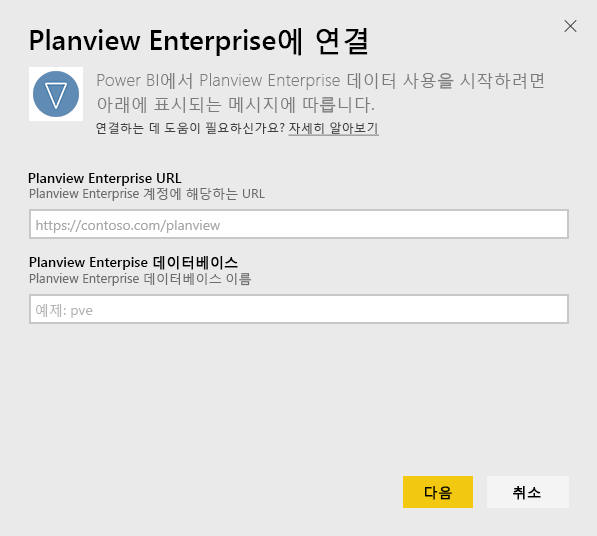 Planview Enterprise에 연결
Power BI에서 Planview Enterprise 데이터 사용을 시작하려면
아래에 표시되는 메시지에 따릅니다.
연결하는 데 도움이 필요하신가요? 자세히 알아보기
Planview Enterprise URL
Planview Enterprise 계정에 해당하는 URL
https://contoso.com/planview
Planview Enterpise 데이터베이스
Planview Enterprise 데이터베이스 이름
예제: pve
다음 취소